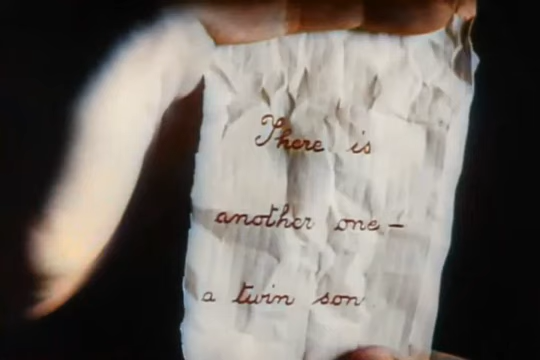 There is
another one—
a twin son.